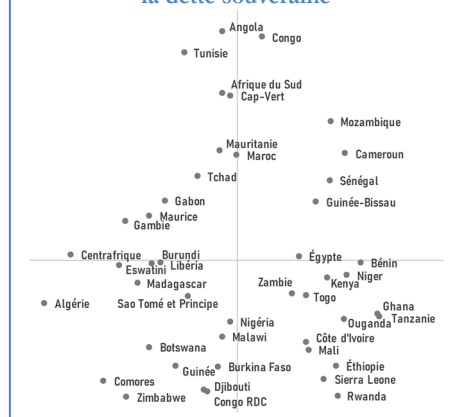 la dette souveraine
Angola
Congo
Tunisie
Afrique du Sud
Cap-Vert
Mozambique
Mauritanie
Maroc
Cameroun
Tchad
Sénégal
Gabon
Guinée-Bissau
Maurice
Gambie
Centrafrique
Burundi
Égypte
Bénin
Eswatini
Libéria
Niger
Kenya
Madagascar
Zambie
Algérie
Sao Tomé et Principe
Togo
Ghana
Tanzanie
Nigéria
Ouganda
Malawi
Côte d'Ivoire
Botswana
Mali
Guinée
Burkina Faso
Éthiopie
Comores
Sierra Leone
Djibouti
Zimbabwe
Congo RDC
Rwanda